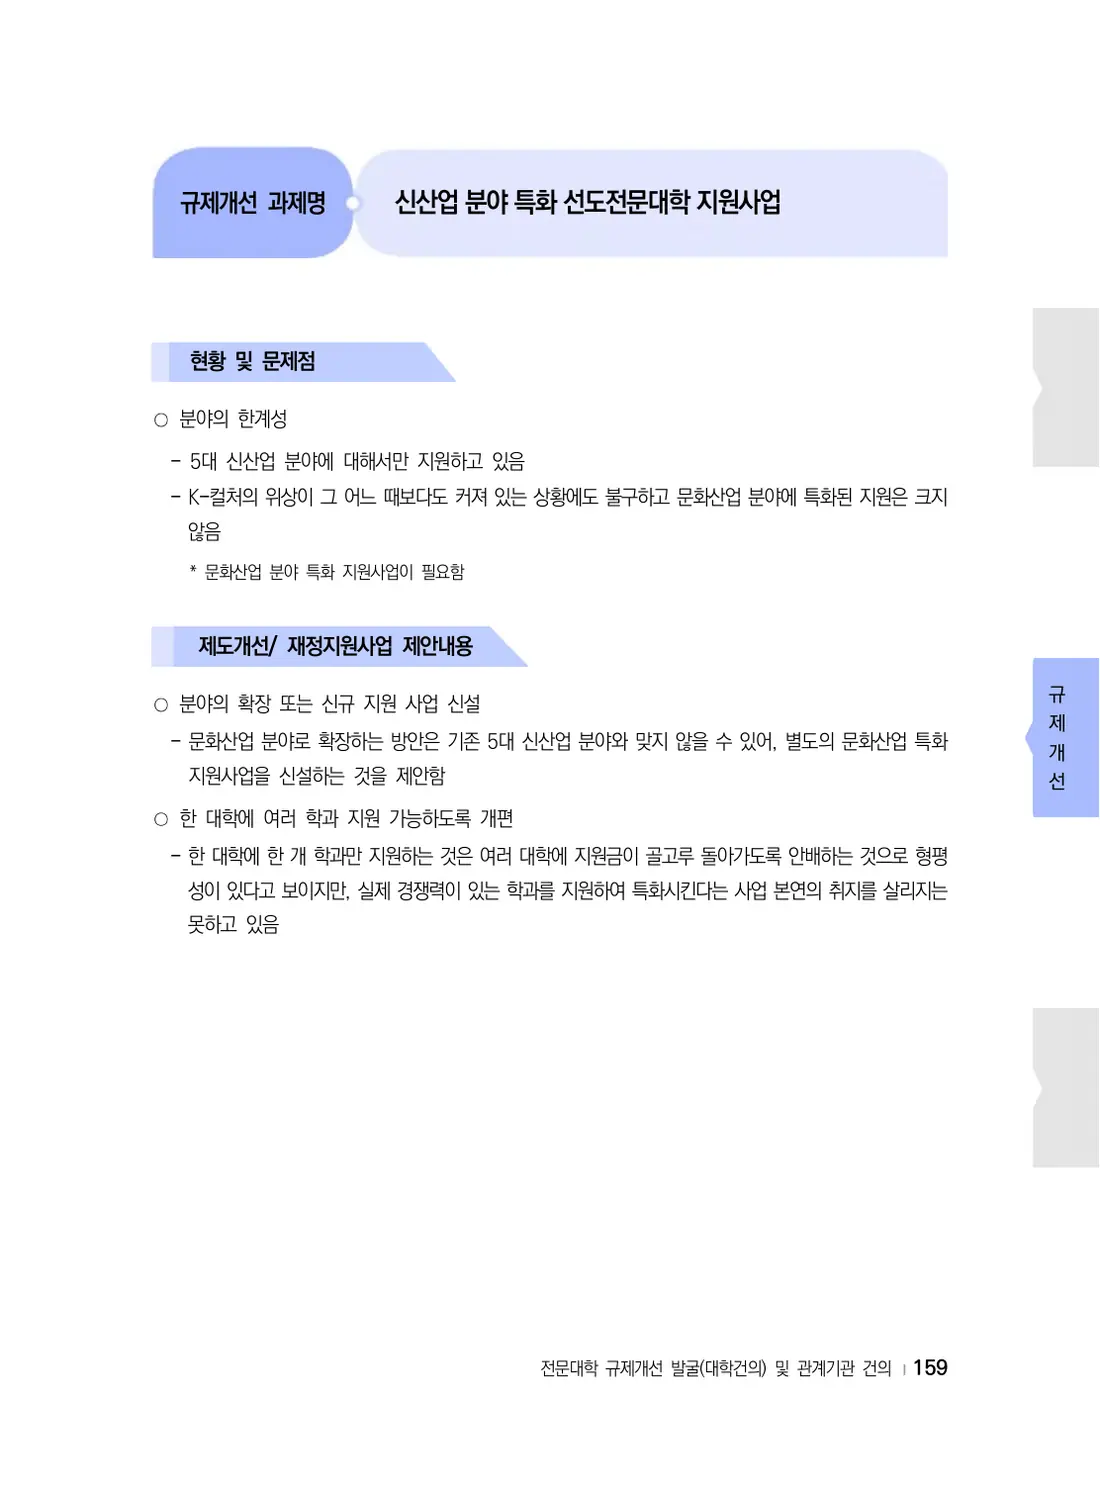 규제개선 과제명
신산업 분야 특화 선도전문대학 지원사업
현황 및 문제점
○ 분야의 한계성
- 5대 신산업 분야에 대해서만 지원하고 있음
- K-컬처의 위상이 그 어느 때보다도 커져 있는 상황에도 불구하고 문화산업 분야에 특화된 지원은 크지
않음
* 문화산업 분야 특화 지원사업이 필요함
제도개선/ 재정지원사업 제안내용
○ 분야의 확장 또는 신규 지원 사업 신설
- 문화산업 분야로 확장하는 방안은 기존 5대 신산업 분야와 맞지 않을 수 있어, 별도의 문화산업 특화
지원사업을 신설하는 것을 제안함
○ 한 대학에 여러 학과 지원 가능하도록 개편
- 한 대학에 한 개 학과만 지원하는 것은 여러 대학에 지원금이 골고루 돌아가도록 안배하는 것으로 형평
성이 있다고 보이지만, 실제 경쟁력이 있는 학과를 지원하여 특화시킨다는 사업 본연의 취지를 살리지는
못하고 있음
규
제
개
선
전문대학 규제개선 발굴(대학건의) 및 관계기관 건의 | 159